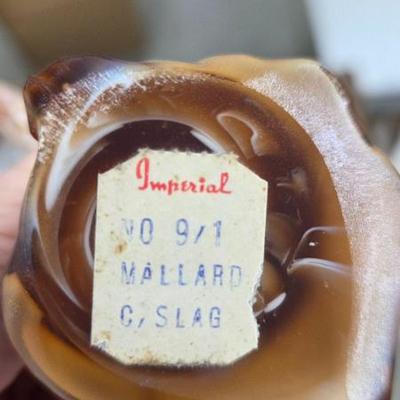 Imperial
NO 9/1
MALLARD
C, SLAG